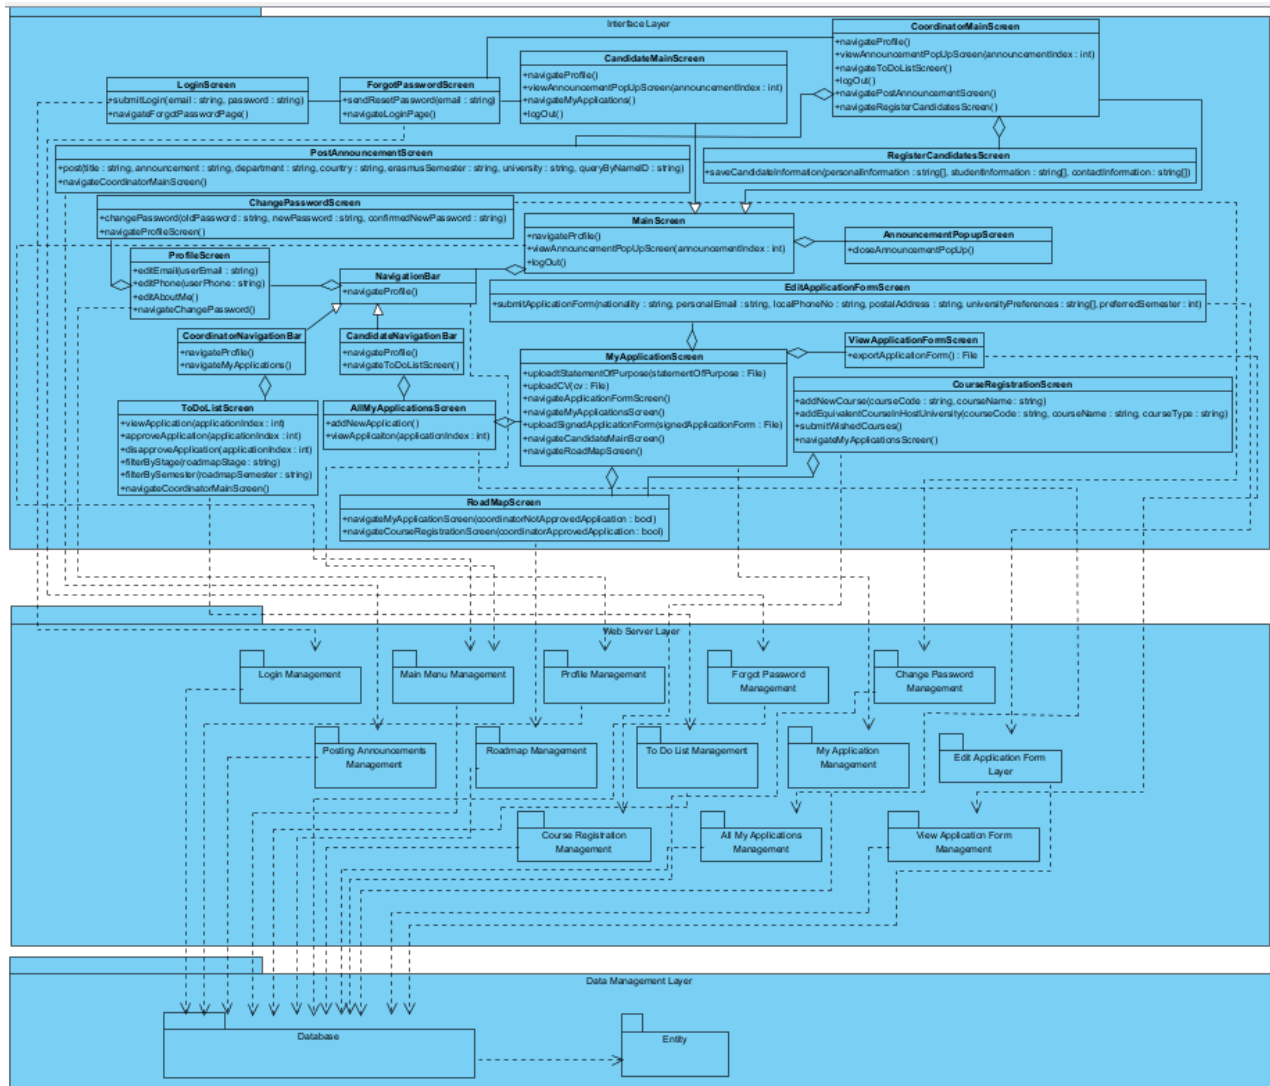 Interface Layer
CoordinatorMainScreen
+navigateProfile()
+viewAnnouncementPopUpScreen(announcementIndex : int)
+navigateToDoListScreen()
+logOut()
+navigatePostAnnouncementScreen()
+navigateRegisterCandidatesScreen()
CandidateMainScreen
+navigateProfile()
+viewAnnouncementPopUpScreen(announcementIndex : int)
+navigateMyApplications()
+logOut()
LoginScreen
+submitLogin(email : string, password : string)
+navigateForgotPasswordPage()
ForgotPasswordScreen
+sendResetPassword(email : string)
+navigateLoginPage()
PostAnnouncementScreen
+post(title : string, announcement : string, department : string, country : string, erasmusSemester : string, university : string, queryByNameID : string)
+navigateCoordinatorMainScreen()
RegisterCandidatesScreen
+saveCandidateInformation(personalInformation : string[], studentInformation : string[], contactInformation : string[])
ChangePasswordScreen
+changePassword(oldPassword : string, newPassword : string, confirmedNewPassword : string)
+navigateProfileScreen()
MainScreen
+navigateProfile()
+viewAnnouncementPopUpScreen(announcementIndex : int)
+logOut()
AnnouncementPopupScreen
+closeAnnouncementPopUp()
ProfileScreen
+editEmail(userEmail : string)
+editPhone(userPhone : string)
+editAboutMe()
+navigateChangePassword()
NavigationBar
+navigateProfile()
EditApplicationFormScreen
+submitApplicationForm(nationality : string, personalEmail : string, localPhoneNo : string, postalAddress : string, universityPreferences : string[], preferredSemester : int)
CoordinatorNavigationBar
+navigateProfile()
+navigateMyApplications()
CandidateNavigationBar
+navigateProfile()
+navigateToDoListScreen()
ViewApplicationFormScreen
+exportApplicationForm() : File
MyApplicationScreen
+uploadtStatementOfPurpose(statementOfPurpose : File)
+uploadCV(cv : File)
+navigateApplicationFormScreen()
+navigateMyApplicationsScreen()
+uploadSignedApplicationForm(signedApplicationForm : File)
+navigateCandidateMainScreen()
+navigateRoadMapScreen()
CourseRegistrationScreen
+addNewCourse(courseCode : string, courseName : string)
+addEquivalentCourseInHostUniversity(courseCode : string, courseName : string, courseType : string)
+submitWishedCourses()
+navigateMyApplicationsScreen()
ToDoListScreen
+viewApplication(applicationIndex : int)
+approveApplication(applicationIndex : int)
+disapproveApplication(applicationIndex : int)
+filterByStage(roadmapStage : string)
+filterBySemester(roadmapSemester : string)
+navigateCoordinatorMainScreen()
AllMyApplicationsScreen
+addNewApplication()
+viewApplicaiton(applicationIndex : int)
RoadMapScreen
+navigateMyApplicationScreen(coordinatorNotApprovedApplication : bool)
+navigateCourseRegistrationScreen(coordinatorApprovedApplication : bool)
Web Server Layer
Login Management
Main Menu Management
Profile Management
Forgot Password
Management
Change Password
Management
Posting Announcements
Management
Roadmap Management
To Do List Management
My Application
Management
Edit Application Form
Layer
Course Registration
Management
All My Applications
Management
View Application Form
Management
Data Management Layer
Database
Entity